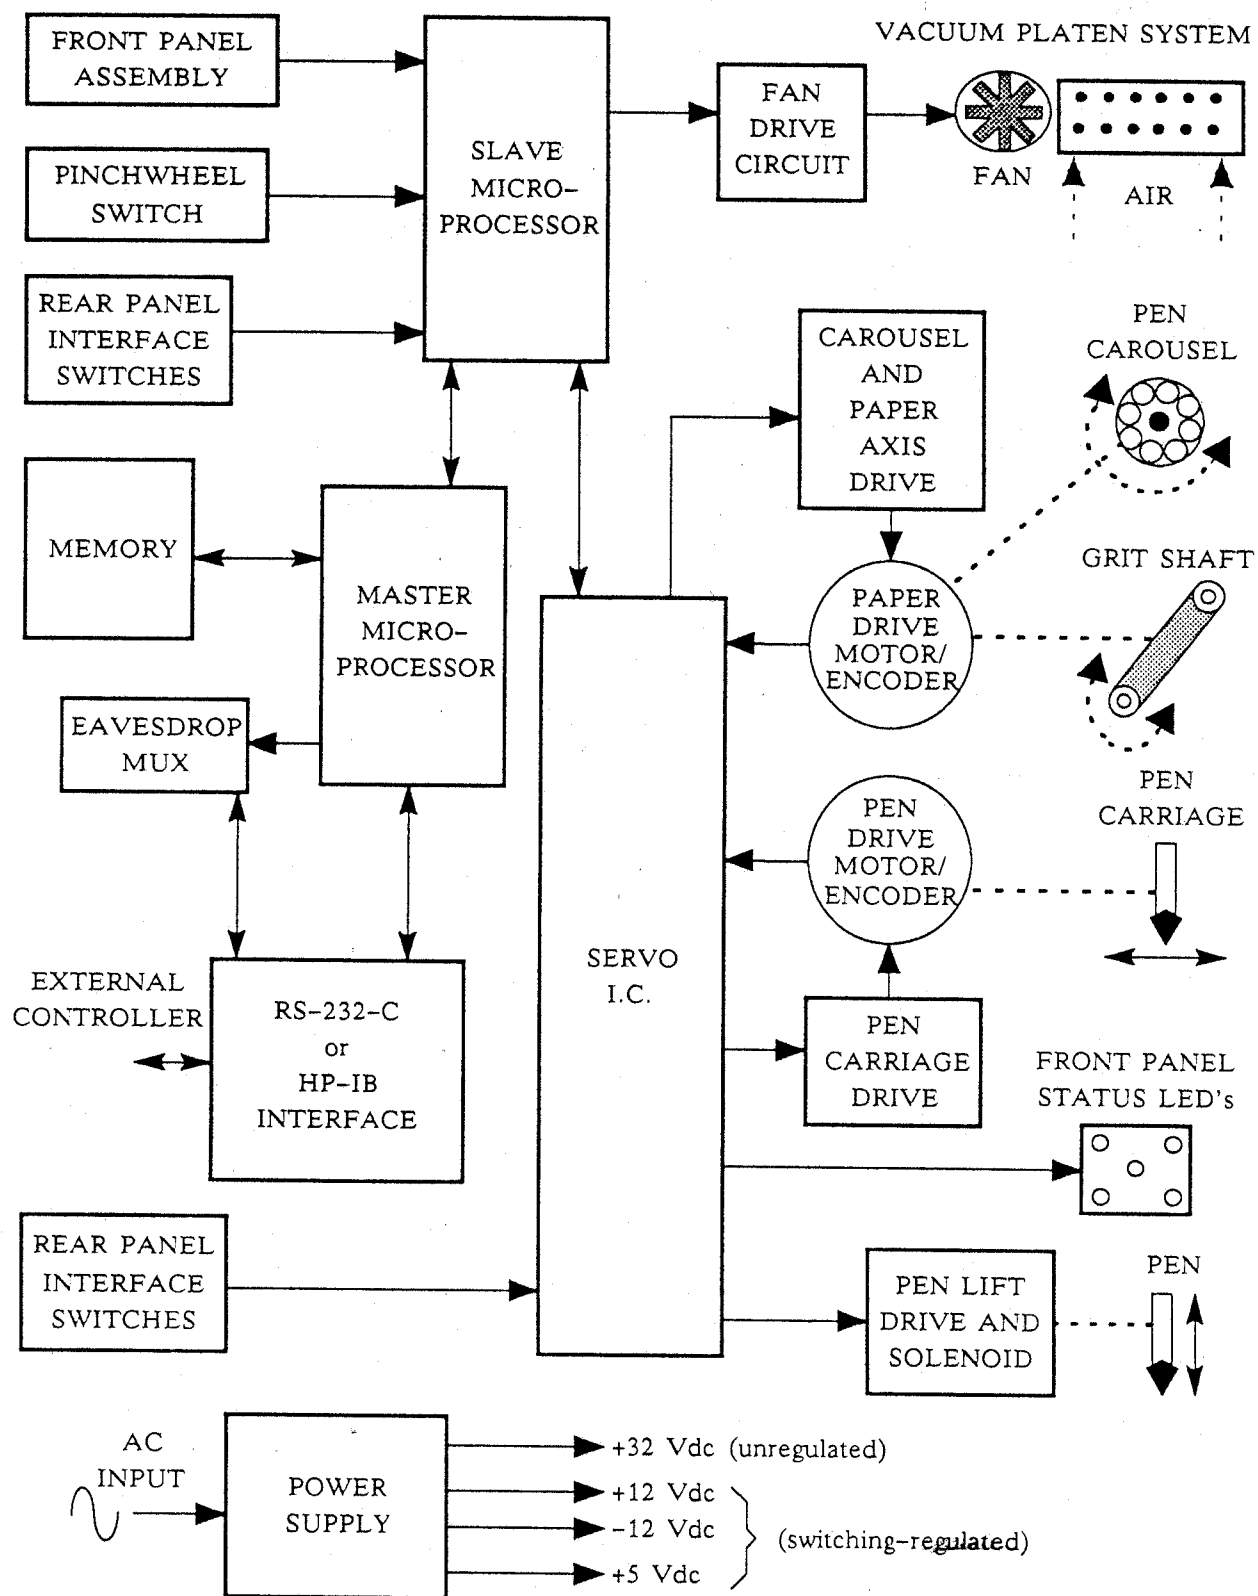 FRONT PANEL
ASSEMBLY
PINCHWHEEL
SWITCH
REAR PANEL
INTERFACE
SWITCHES
SLAVE
MICRO-
PROCESSOR
FAN
DRIVE
CIRCUIT
VACUUM PLATEN SYSTEM
FAN
AIR
CAROUSEL
AND
PAPER
AXIS
DRIVE
PEN
CAROUSEL
MEMORY
MASTER
MICRO-
PROCESSOR
PAPER
DRIVE
MOTOR/
ENCODER
GRIT SHAFT
EAVESDROP
MUX
PEN
DRIVE
MOTOR/
ENCODER
PEN
CARRIAGE
SERVO
I.C.
EXTERNAL
CONTROLLER
RS-232-C
or
HP-IB
INTERFACE
PEN
CARRIAGE
DRIVE
FRONT PANEL
STATUS LED's
REAR PANEL
INTERFACE
SWITCHES
PEN LIFT
DRIVE AND
SOLENOID
PEN
AC
INPUT
POWER
SUPPLY
+32 Vdc (unregulated)
+12 Vdc
-12 Vdc
+5 Vdc
(switching-regulated)